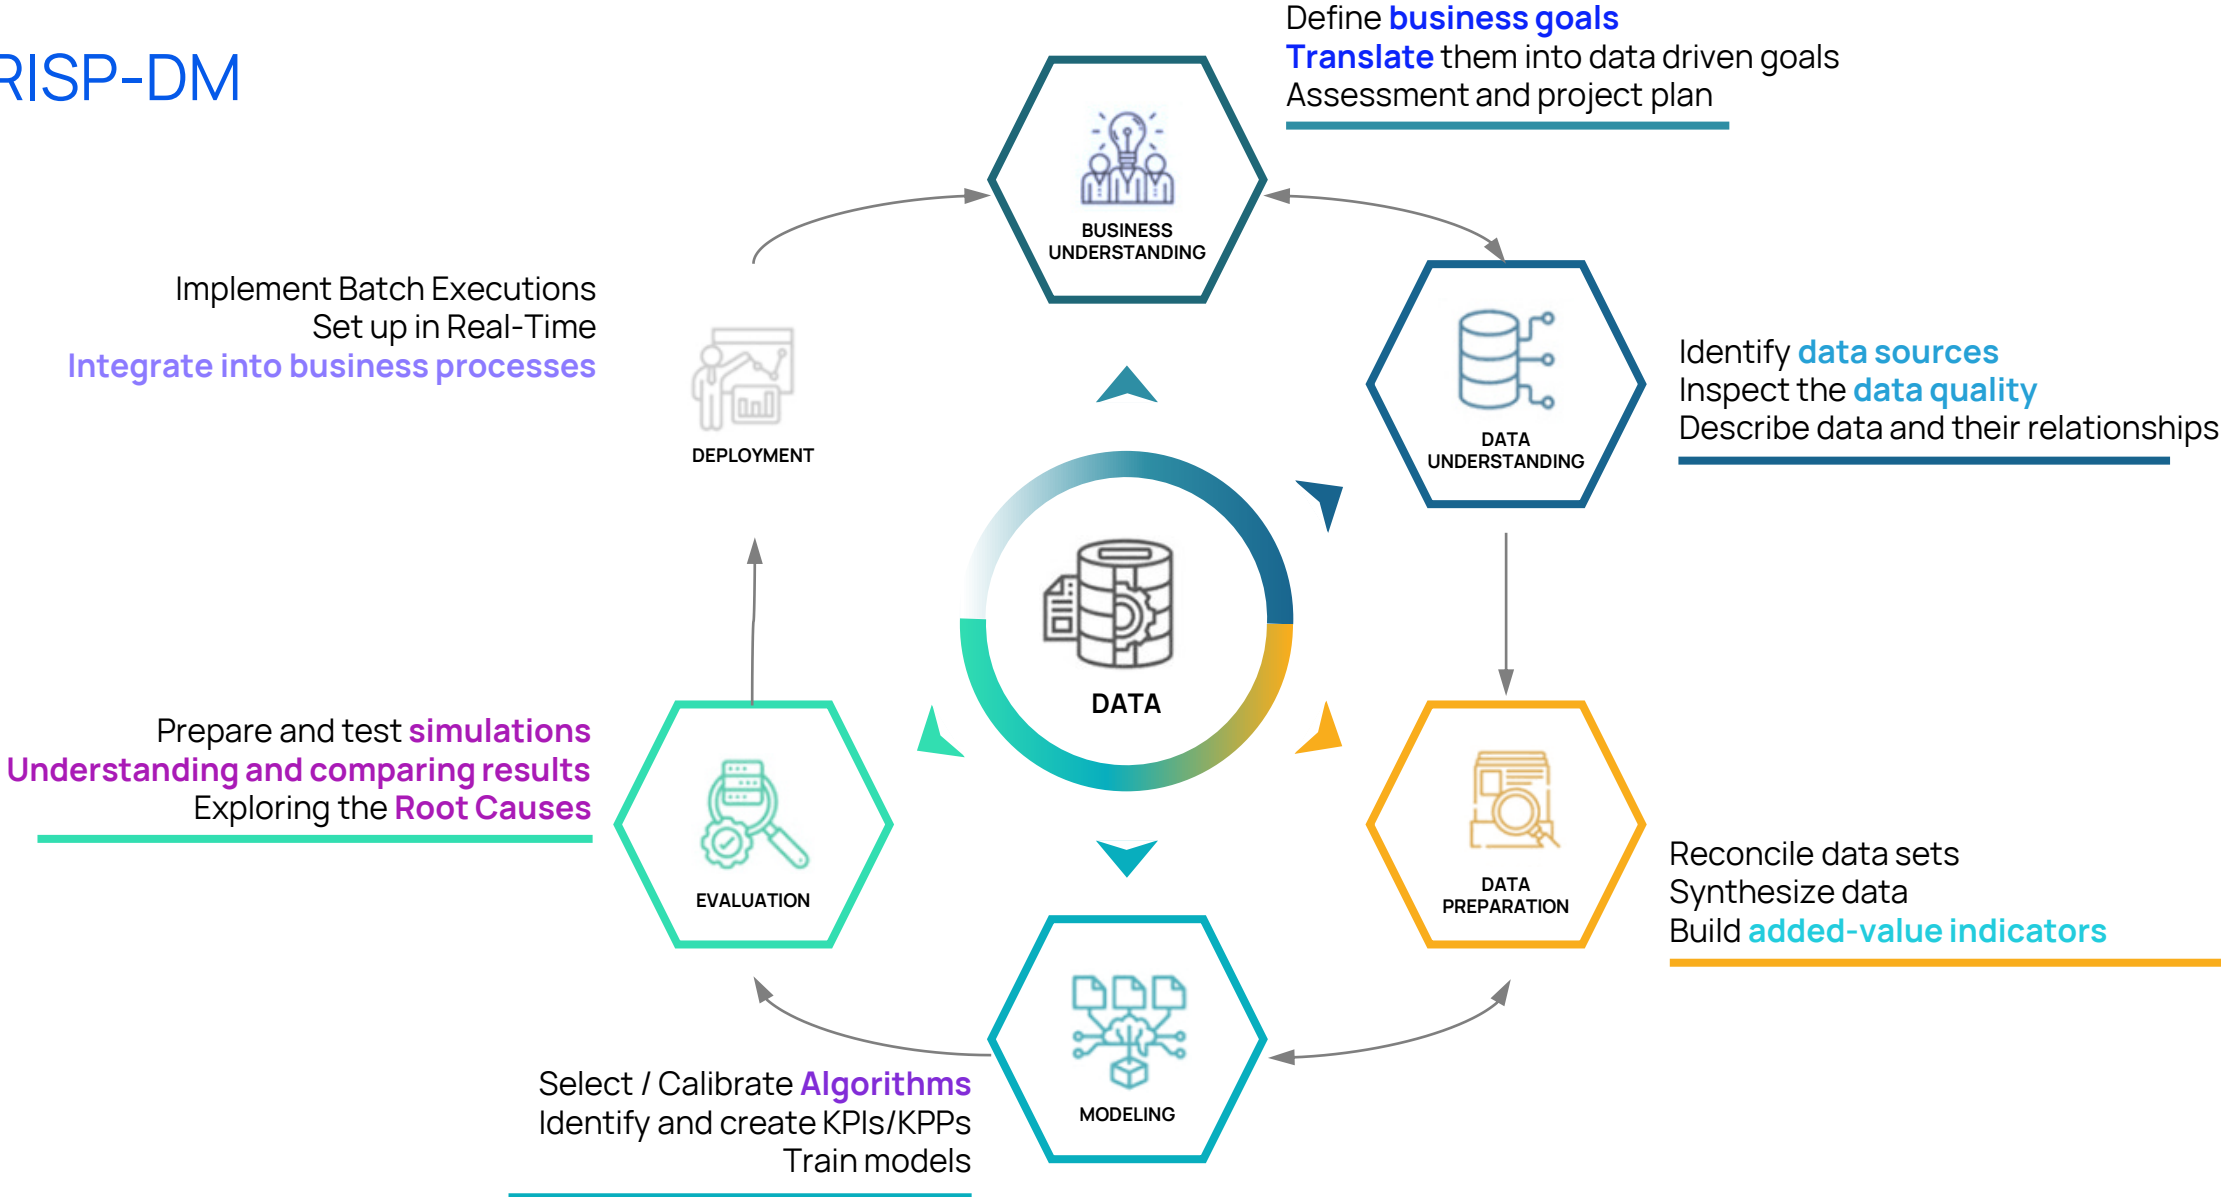 RISP-DM
Define business goals
Translate them into data driven goals
Assessment and project plan
BUSINESS
UNDERSTANDING
Implement Batch Executions
Set up in Real-Time
Integrate into business processes
DEPLOYMENT
DATA
UNDERSTANDING
Identify data sources
Inspect the data quality
Describe data and their relationships
DATA
Prepare and test simulations
Understanding and comparing results
Exploring the Root Causes
EVALUATION
DATA
PREPARATION
Reconcile data sets
Synthesize data
Build added-value indicators
Select / Calibrate Algorithms
Identify and create KPIs/KPPs
Train models
MODELING